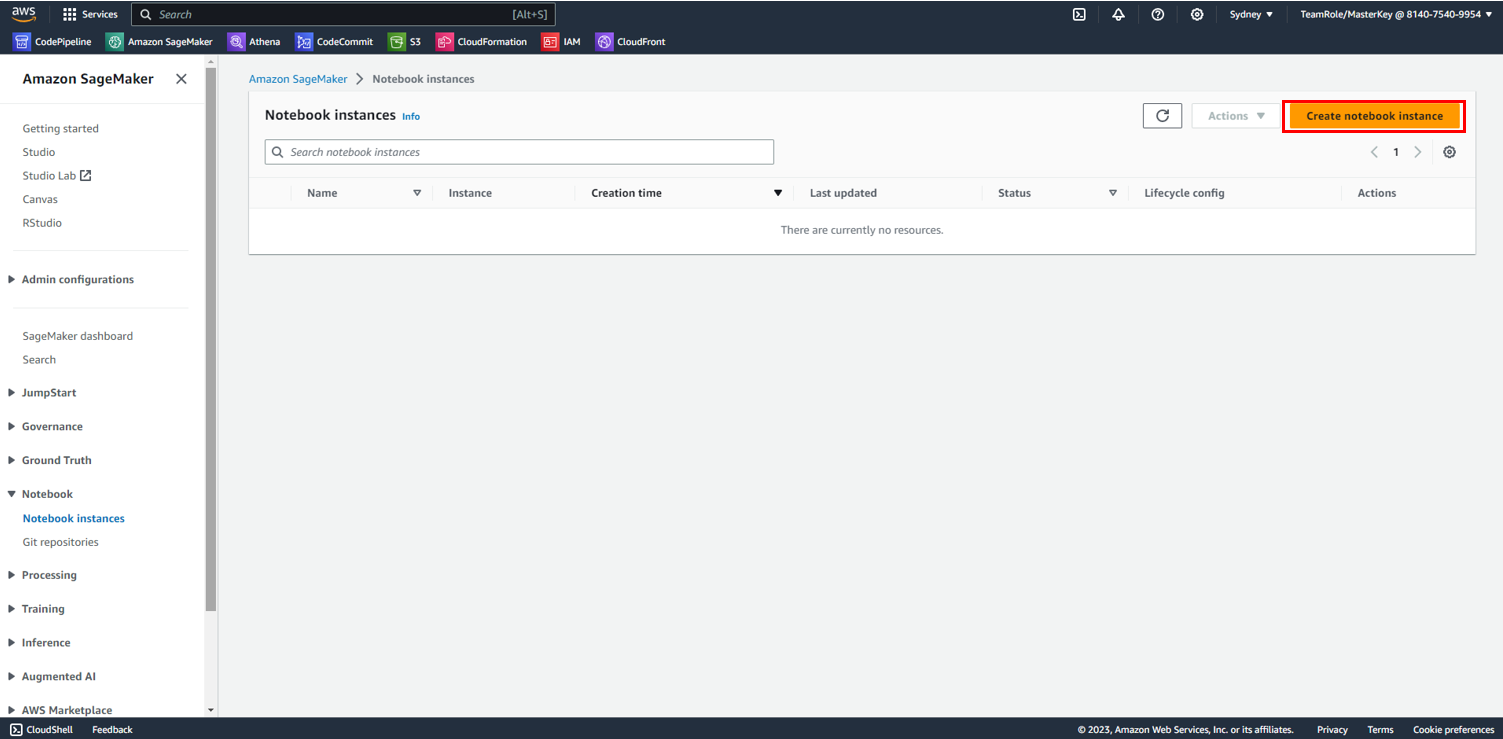 aws Services Search [Alt+S] Sydney TeamRole/MasterKey @ 8140-7540-9954
CodePipeline Amazon SageMaker Athena CodeCommit S3 CloudFormation IAM CloudFront
Amazon SageMaker
Getting started
Studio
Studio Lab
Canvas
RStudio
Admin configurations
SageMaker dashboard
Search
JumpStart
Governance
Ground Truth
Notebook
Notebook instances
Git repositories
Processing
Training
Inference
Augmented AI
AWS Marketplace
Amazon SageMaker Notebook instances
Notebook instances Info Actions Create notebook instance
Search notebook instances 1
Name Instance Creation time Last updated Status Lifecycle config Actions
There are currently no resources.
CloudShell Feedback © 2023, Amazon Web Services, Inc. or its affiliates. Privacy Terms Cookie preferences